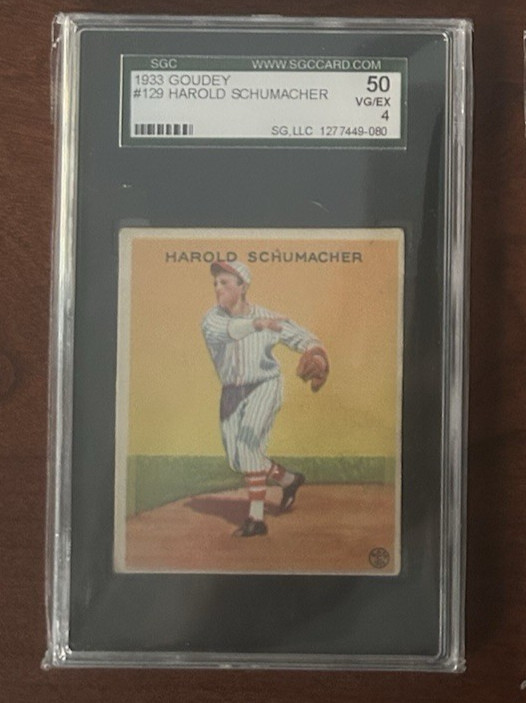 SGC WWW.SGCCARD.COM
1933 GOUDEY 50
#129 HAROLD SCHUMACHER VG/EX
4
SG,LLC 1277449-080
HAROLD SCHUMACHER